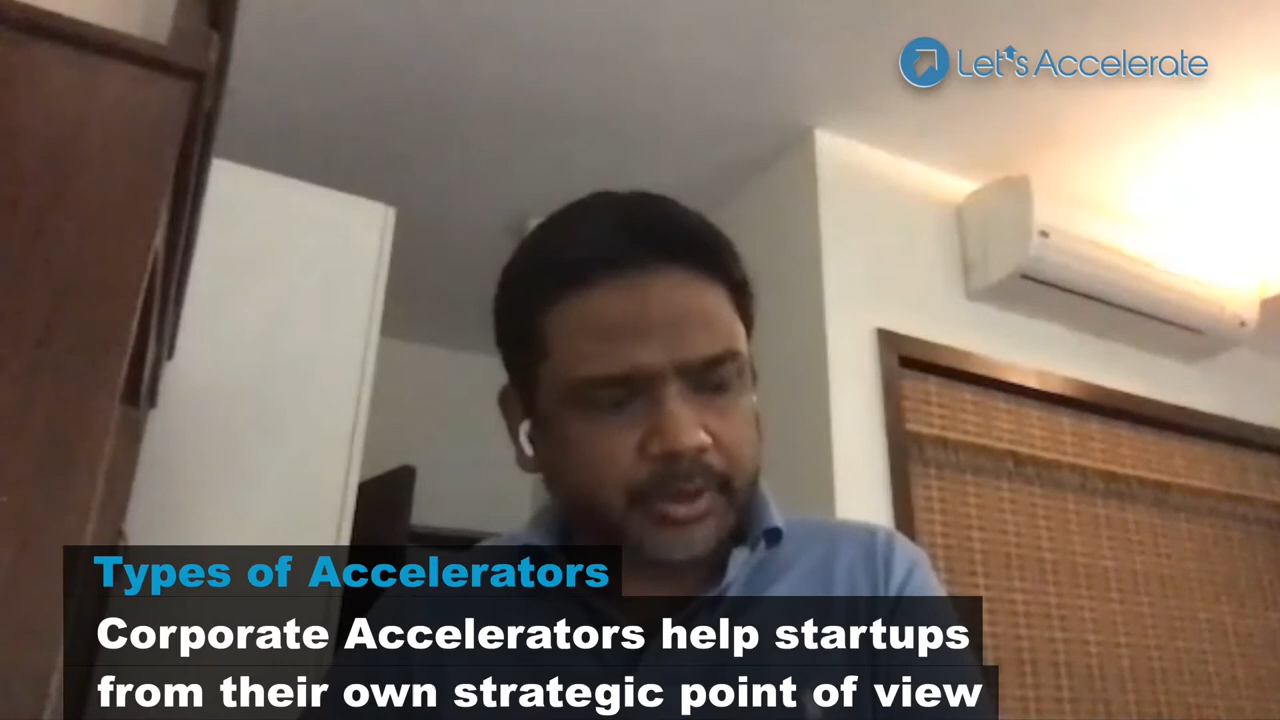 Let's Accelerate
Types of Accelerators
Corporate Accelerators help startups
from their own strategic point of view